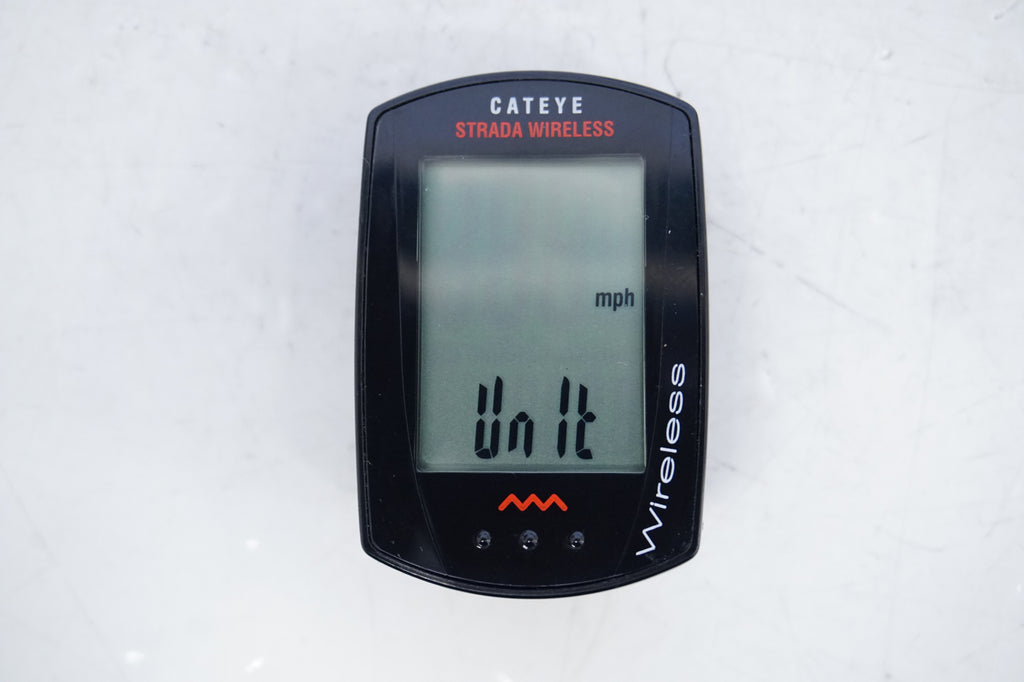 CATEYE
STRADA WIRELESS
mph
Unit
Wireless